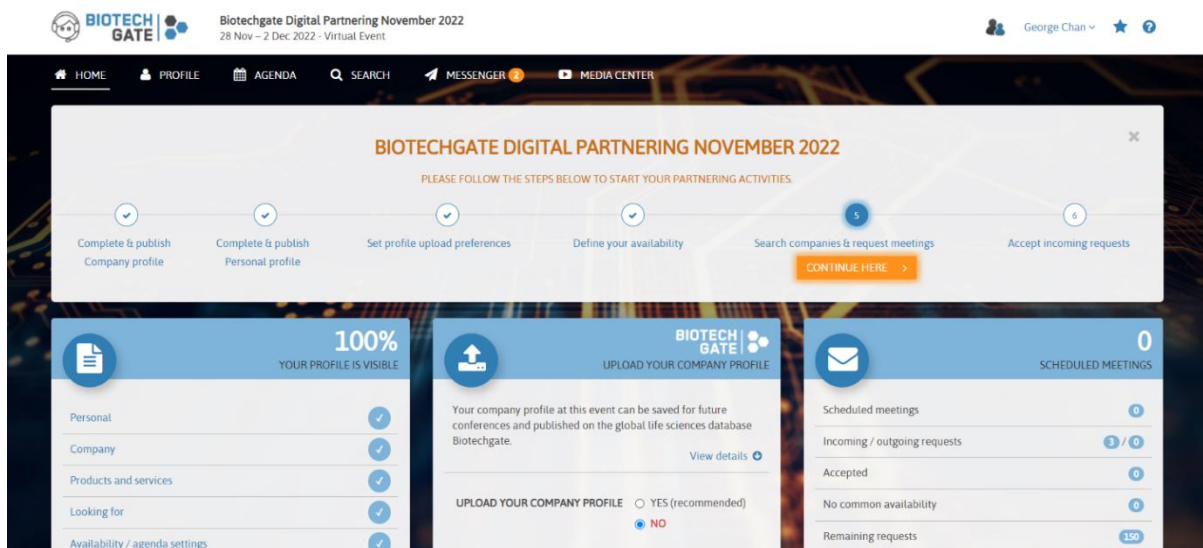 BIOTECH GATE
Biotechgate Digital Partnering November 2022
28 Nov – 2 Dec 2022 - Virtual Event
George Chan
HOME PROFILE AGENDA SEARCH MESSENGER 2 MEDIA CENTER
BIOTECHGATE DIGITAL PARTNERING NOVEMBER 2022
PLEASE FOLLOW THE STEPS BELOW TO START YOUR PARTNERING ACTIVITIES.
5 6
Complete & publish Company profile
Complete & publish Personal profile
Set profile upload preferences
Define your availability
Search companies & request meetings
CONTINUE HERE >
Accept incoming requests
100%
YOUR PROFILE IS VISIBLE
Personal
Company
Products and services
Looking for
Availability / agenda settings
BIOTECH GATE
UPLOAD YOUR COMPANY PROFILE
Your company profile at this event can be saved for future
conferences and published on the global life sciences database
Biotechgate.
View details
UPLOAD YOUR COMPANY PROFILE YES (recommended)
NO
0
SCHEDULED MEETINGS
Scheduled meetings 0
Incoming / outgoing requests 3 / 0
Accepted 0
No common availability 0
Remaining requests 150